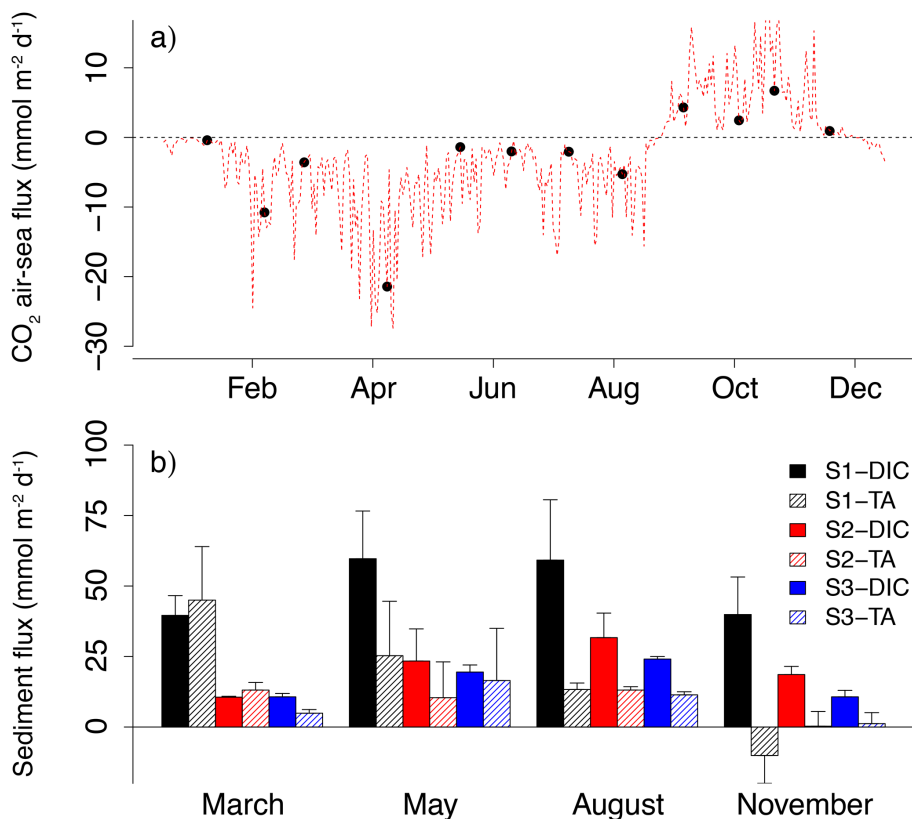 a)
CO₂ air-sea flux (mmol m⁻² d⁻¹)
10
0
−10
−20
−30
Feb Apr Jun Aug Oct Dec
b)
Sediment flux (mmol m⁻² d⁻¹)
100
75
50
25
0
S1−DIC
S1−TA
S2−DIC
S2−TA
S3−DIC
S3−TA
March May August November